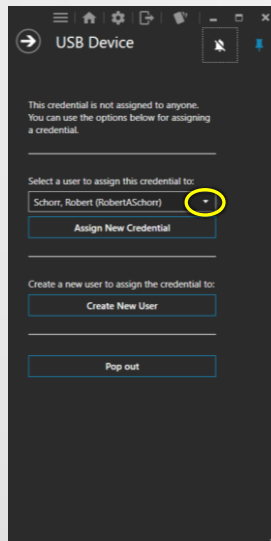 USB Device
This credential is not assigned to anyone.
You can use the options below for assigning
a credential.
Select a user to assign this credential to:
Schorr, Robert (RobertASchorr)
Assign New Credential
Create a new user to assign the credential to:
Create New User
Pop out